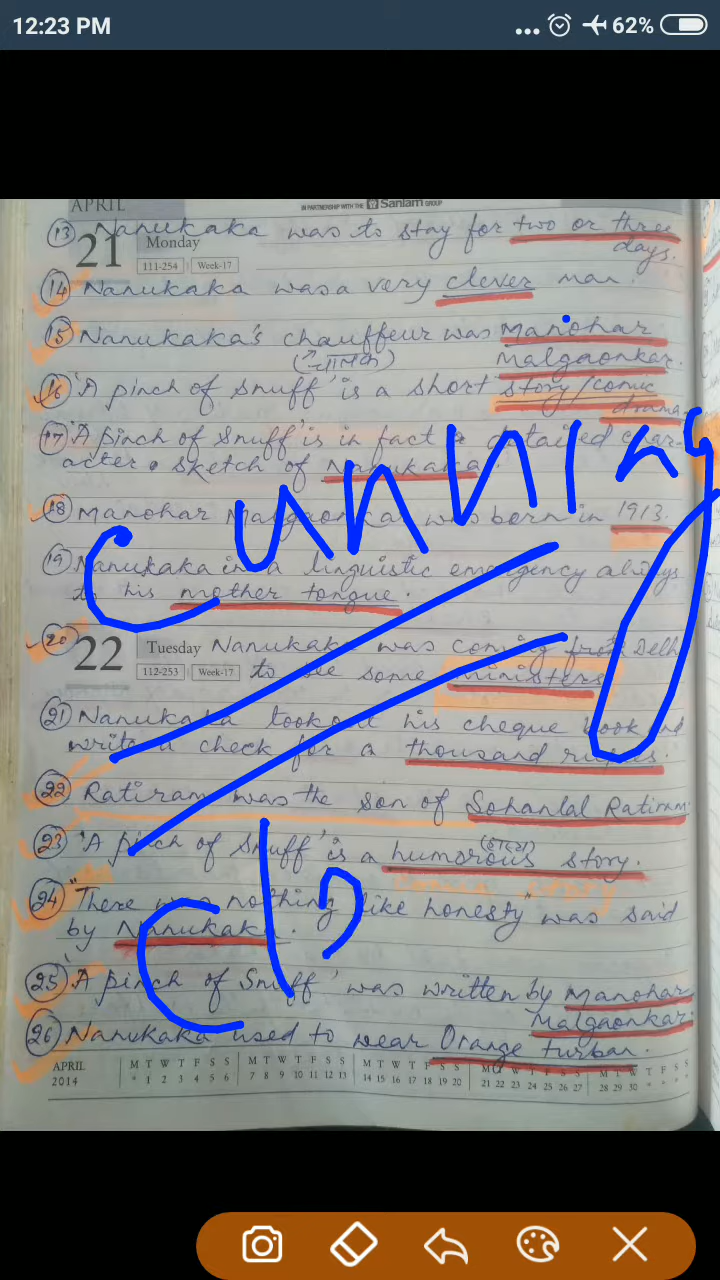 12:23 PM
62%
APRIL IN PARTNERSHIP WITH THE Sanlam GROUP
(13) Nanukaka was to stay for two or three
21 Monday days.
111-254 Week-17
(14) Nanukaka was a very clever man.
(15) Nanukaka's chauffeur was Manohar
Malgaonkar.
(16) 'A pinch of snuff' is a short story/comic
drama
(17) 'A pinch of Snuff' is in fact a detailed char-
acter sketch of Nanukaka.
Cunning
(18) Manohar Malgaonkar was born in 1913.
(19) Nanukaka in a linguistic emergency always
to his mother tongue.
(20) Nanukaka was coming from Delhi
22 Tuesday to see some ministers
112-253 Week-17
(21) Nanukaka took out his cheque book and
write a check for a thousand rupees.
(22) Ratiram was the son of Sohanlal Ratiram
(23) 'A pinch of Snuff' is a humorous story.
(24) "There was nothing like honesty" was said
by Nanukaka.
(25) 'A pinch of Snuff' was written by Manohar
Malgaonkar.
(26) Nanukaka used to wear Orange turban.
APRIL M T W T F S S M T W T F S S M T W T F S S M T W T F S S M T W T F S S
2014 * 1 2 3 4 5 6 7 8 9 10 11 12 13 14 15 16 17 18 19 20 21 22 23 24 25 26 27 28 29 30 * * * *